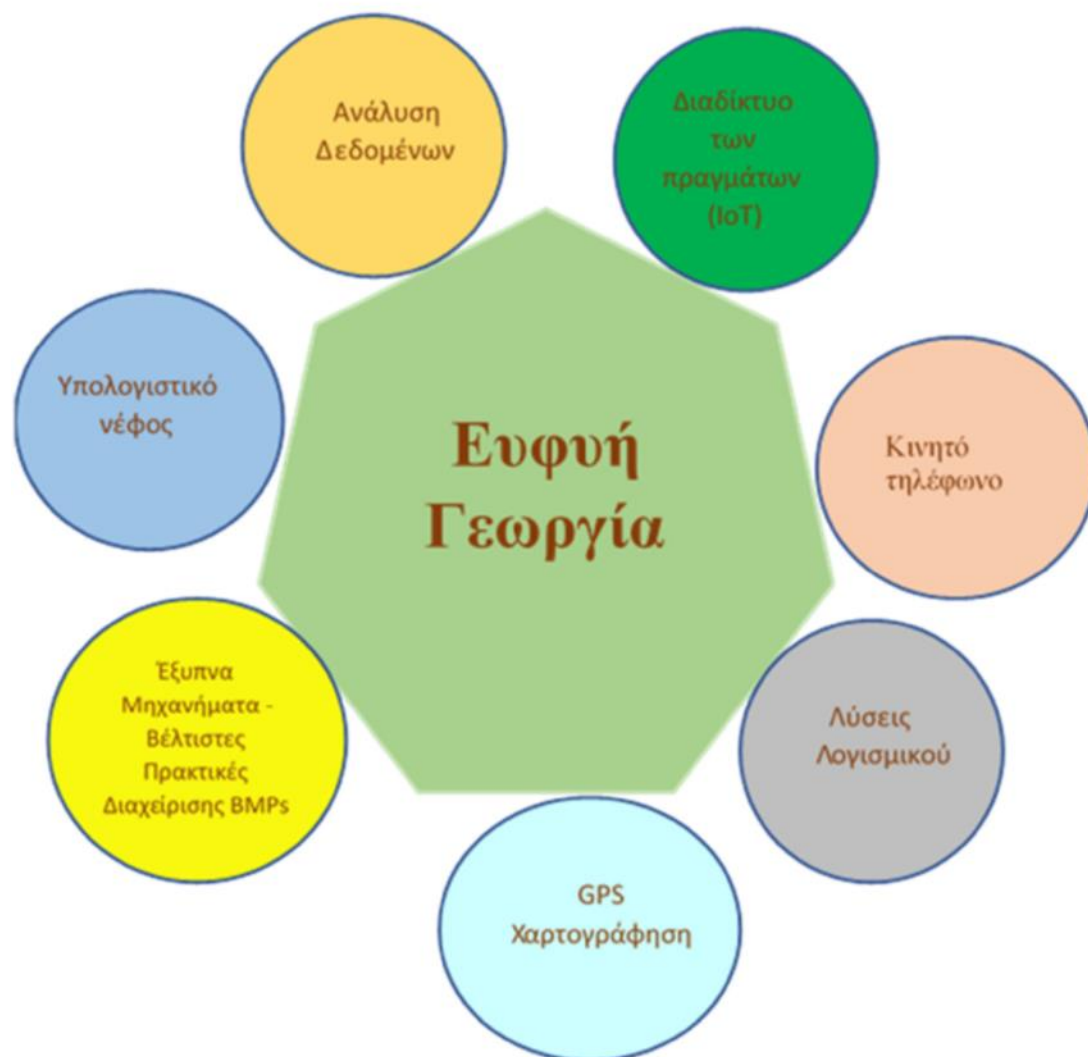 Ανάλυση
Δεδομένων
Διαδίκτυο
των
πραγμάτων
(IoT)
Υπολογιστικό
νέφος
Ευφυή
Γεωργία
Κινητό
τηλέφωνο
Έξυπνα
Μηχανήματα -
Βέλτιστες
Πρακτικές
Διαχείρισης BMPs
Λύσεις
Λογισμικού
GPS
Χαρτογράφηση